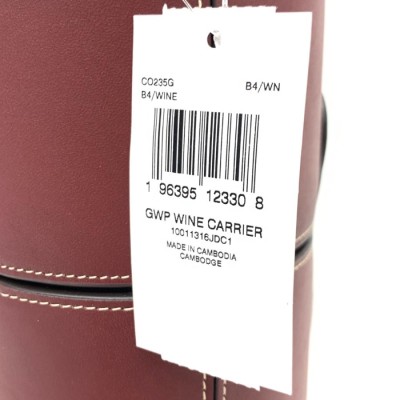 CO235G B4/WN
B4/WINE
1 96395 12330 8
GWP WINE CARRIER
10011316JDC1
MADE IN CAMBODIA
CAMBODGE